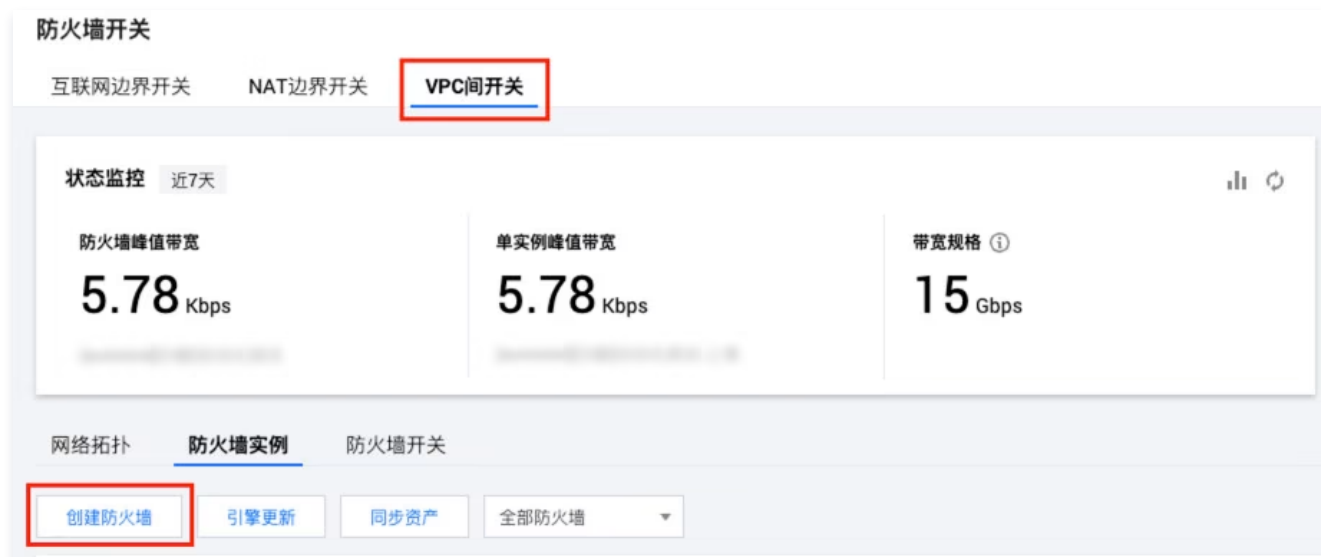 防火墙开关
互联网边界开关 NAT边界开关 VPC间开关
状态监控 近7天
防火墙峰值带宽 单实例峰值带宽 带宽规格
5.78 Kbps 5.78 Kbps 15 Gbps
网络拓扑 防火墙实例 防火墙开关
创建防火墙 引擎更新 同步资产 全部防火墙